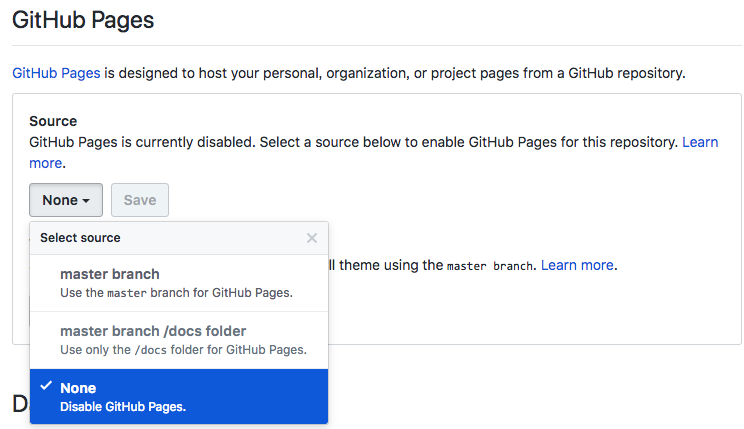 GitHub Pages
GitHub Pages is designed to host your personal, organization, or project pages from a GitHub repository.
Source
GitHub Pages is currently disabled. Select a source below to enable GitHub Pages for this repository. Learn
more.
None
Save
Select source
ll theme using the master branch. Learn more.
master branch
Use the master branch for GitHub Pages.
master branch /docs folder
Use only the /docs folder for GitHub Pages.
None
Disable GitHub Pages.
D